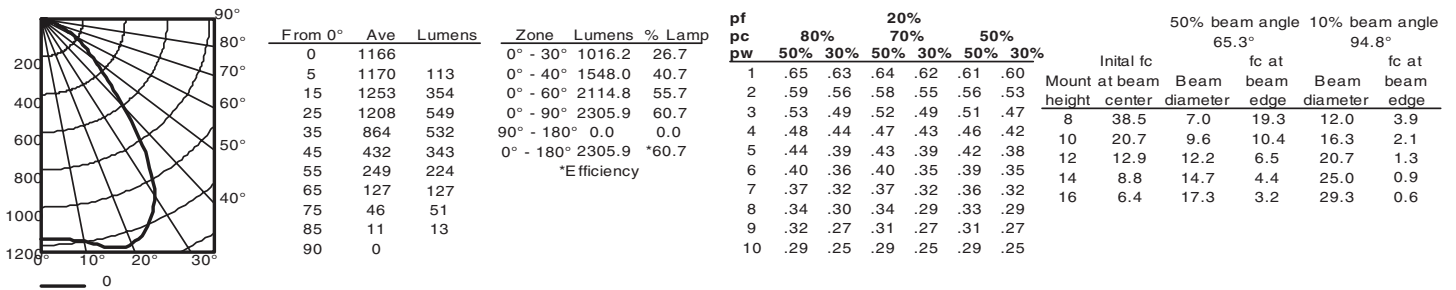 90°
80°
70°
60°
50°
40°
200
400
600
800
1000
1200
0° 10° 20° 30°
0
From 0° Ave Lumens
0 1166
5 1170 113
15 1253 354
25 1208 549
35 864 532
45 432 343
55 249 224
65 127 127
75 46 51
85 11 13
90 0
Zone Lumens % Lamp
0° - 30° 1016.2 26.7
0° - 40° 1548.0 40.7
0° - 60° 2114.8 55.7
0° - 90° 2305.9 60.7
90° - 180° 0.0 0.0
0° - 180° 2305.9 *60.7
*Efficiency
pf 20%
pc 80% 70% 50%
pw 50% 30% 50% 30% 50% 30%
1 .65 .63 .64 .62 .61 .60
2 .59 .56 .58 .55 .56 .53
3 .53 .49 .52 .49 .51 .47
4 .48 .44 .47 .43 .46 .42
5 .44 .39 .43 .39 .42 .38
6 .40 .36 .40 .35 .39 .35
7 .37 .32 .37 .32 .36 .32
8 .34 .30 .34 .29 .33 .29
9 .32 .27 .31 .27 .31 .27
10 .29 .25 .29 .25 .29 .25
50% beam angle 10% beam angle
65.3° 94.8°
Inital fc fc at fc at
Mount at beam Beam beam Beam beam
height center diameter edge diameter edge
8 38.5 7.0 19.3 12.0 3.9
10 20.7 9.6 10.4 16.3 2.1
12 12.9 12.2 6.5 20.7 1.3
14 8.8 14.7 4.4 25.0 0.9
16 6.4 17.3 3.2 29.3 0.6